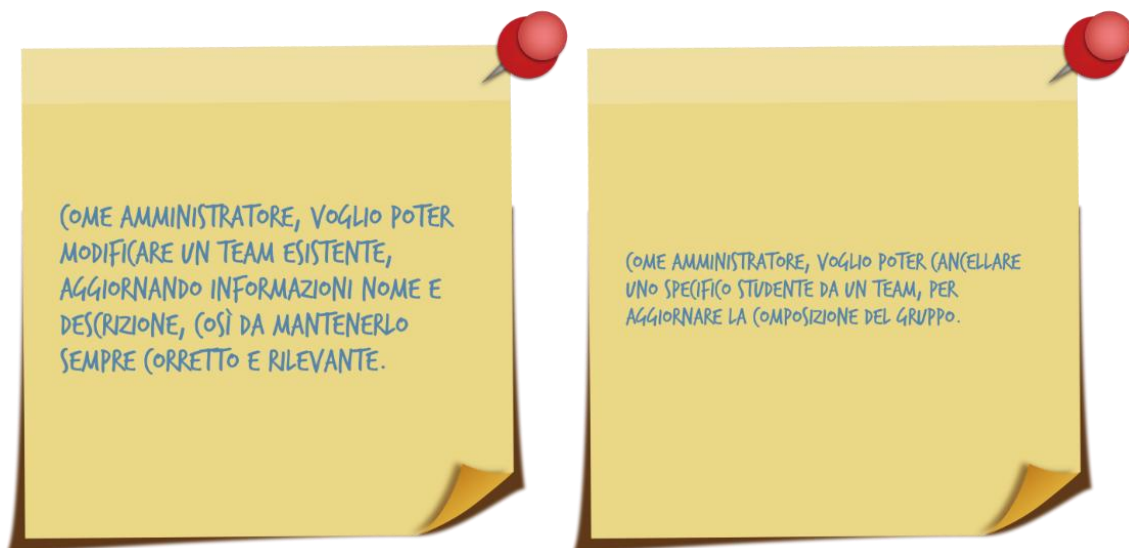 COME AMMINISTRATORE, VOGLIO POTER
MODIFICARE UN TEAM ESISTENTE,
AGGIORNANDO INFORMAZIONI NOME E
DESCRIZIONE, COSÌ DA MANTENERLO
SEMPRE CORRETTO E RILEVANTE.
COME AMMINISTRATORE, VOGLIO POTER CANCELLARE
UNO SPECIFICO STUDENTE DA UN TEAM, PER
AGGIORNARE LA COMPOSIZIONE DEL GRUPPO.